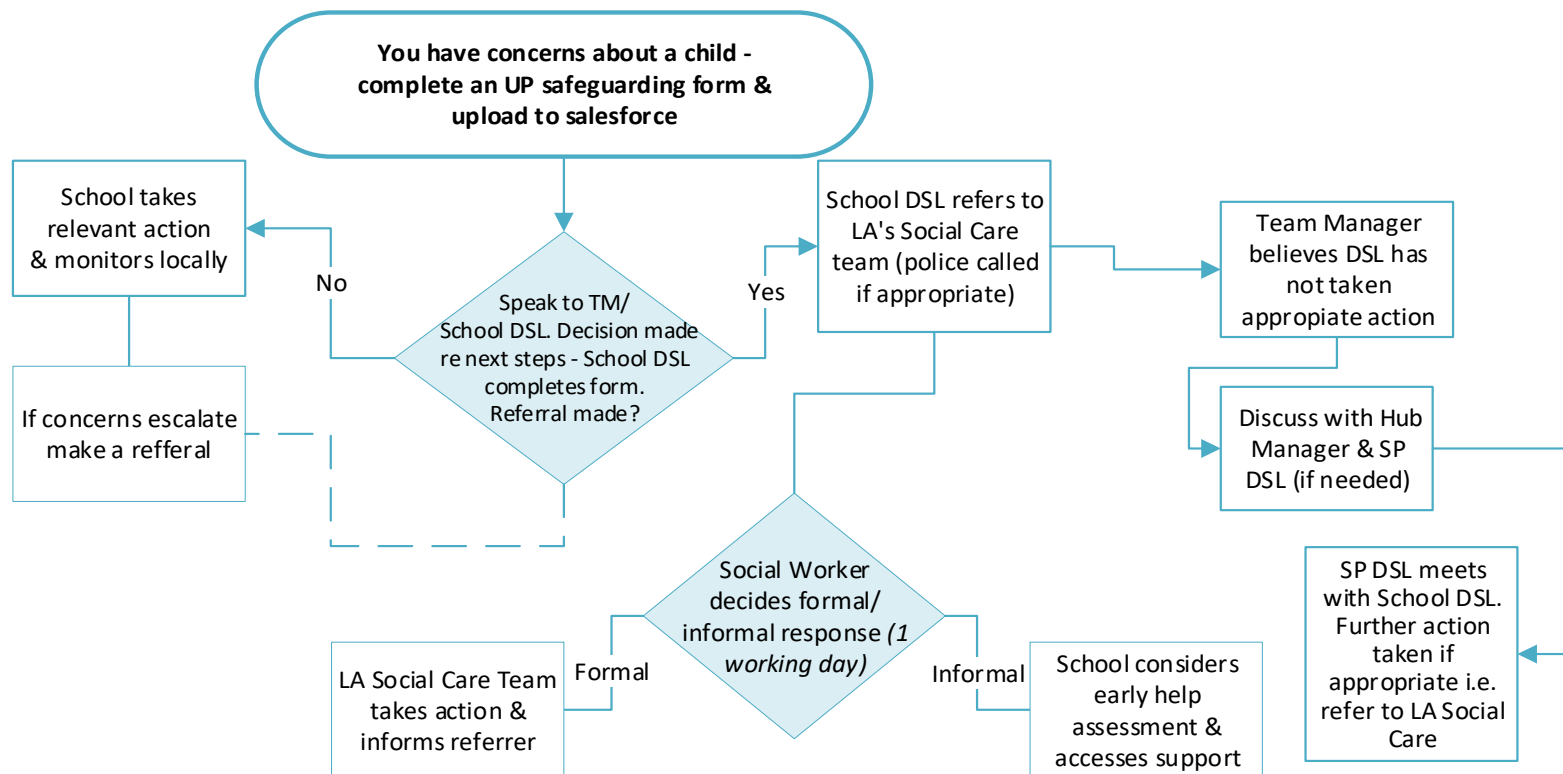 You have concerns about a child -
complete an UP safeguarding form &
upload to salesforce
School takes
relevant action
& monitors locally
No
Speak to TM/
School DSL. Decision made
re next steps - School DSL
completes form.
Referral made?
Yes
School DSL refers to
LA's Social Care
team (police called
if appropriate)
Team Manager
believes DSL has
not taken
appropiate action
If concerns escalate
make a refferal
Discuss with Hub
Manager & SP
DSL (if needed)
Social Worker
decides formal/
informal response (1
working day)
SP DSL meets
with School DSL.
Further action
taken if
appropriate i.e.
refer to LA Social
Care
Formal
LA Social Care Team
takes action &
informs referrer
Informal
School considers
early help
assessment &
accesses support